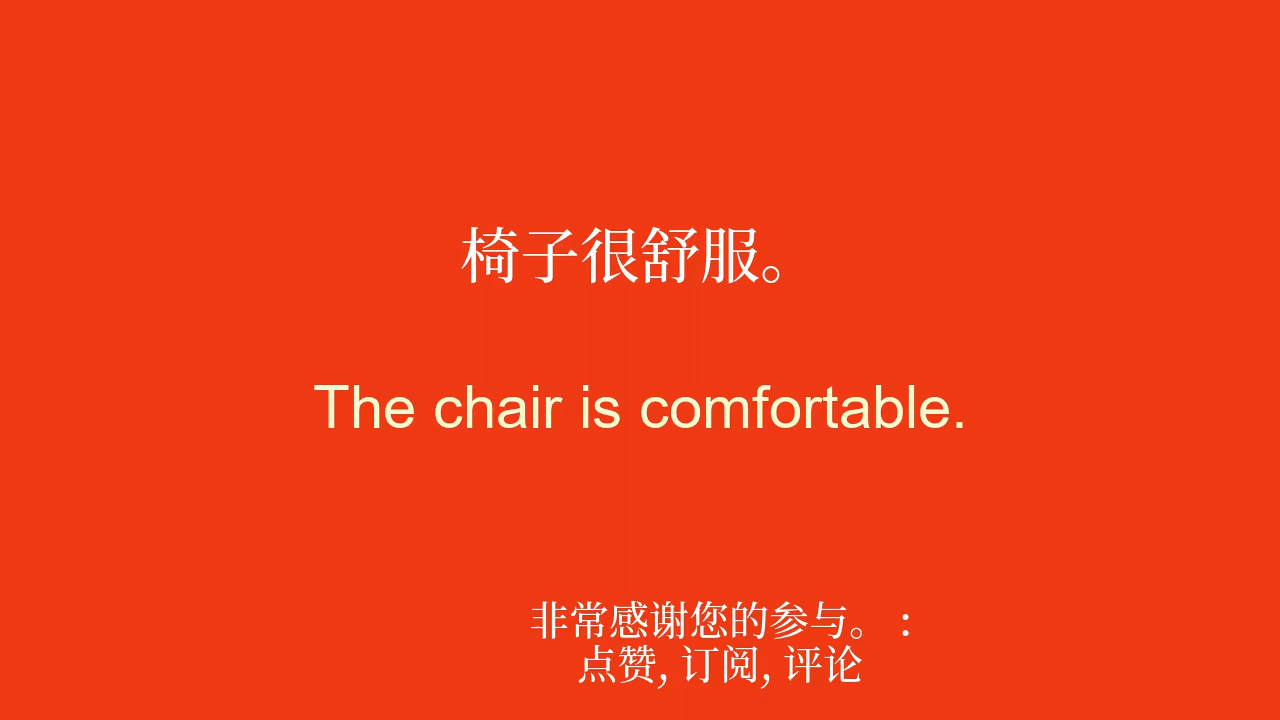 椅子很舒服。
The chair is comfortable.
非常感谢您的参与。 :
点赞, 订阅, 评论